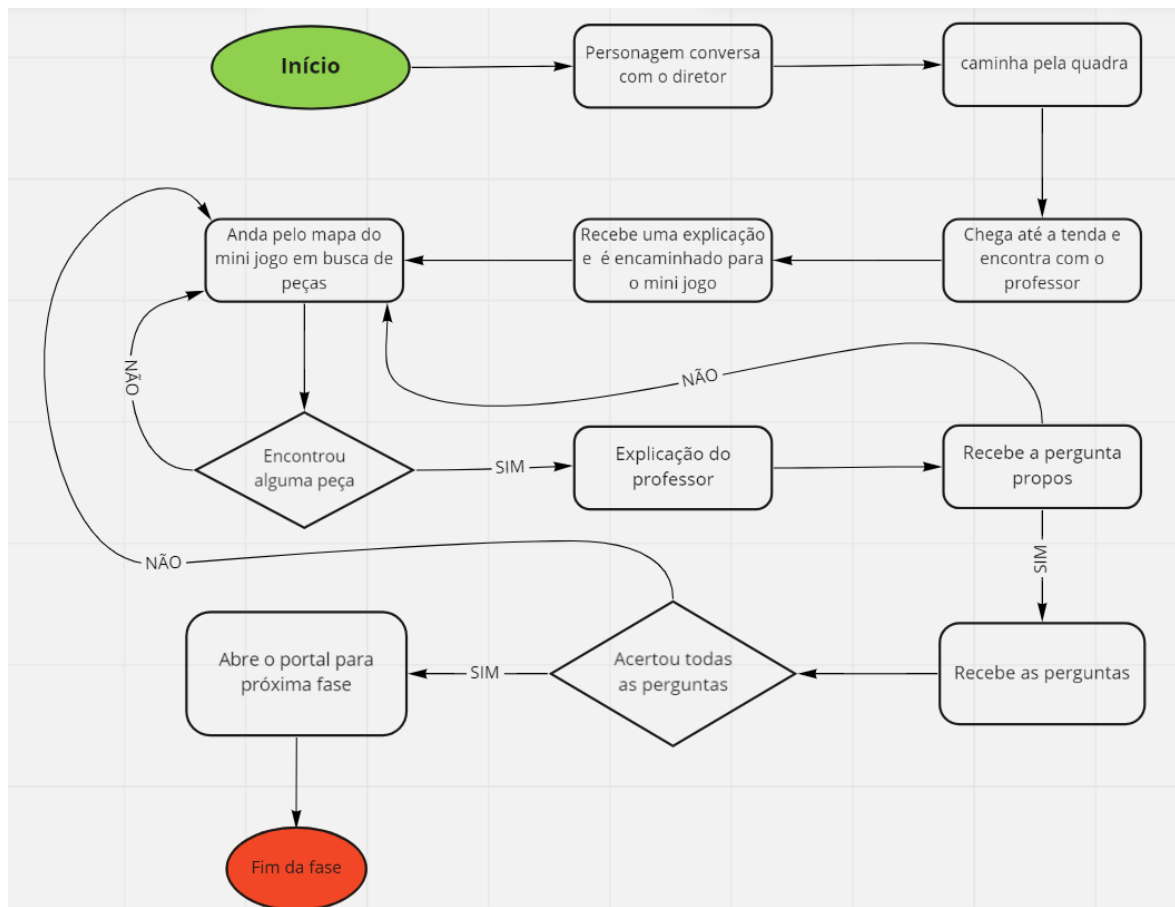 Início
Personagem conversa
com o diretor
caminha pela quadra
Chega até a tenda e
encontra com o
professor
Recebe uma explicação
e é encaminhado para
o mini jogo
Anda pelo mapa do
mini jogo em busca de
peças
NÃO
NÃO
Encontrou
alguma peça
SIM
Explicação do
professor
Recebe a pergunta
propos
SIM
Recebe as perguntas
Acertou todas
as perguntas
NÃO
SIM
Abre o portal para
próxima fase
Fim da fase